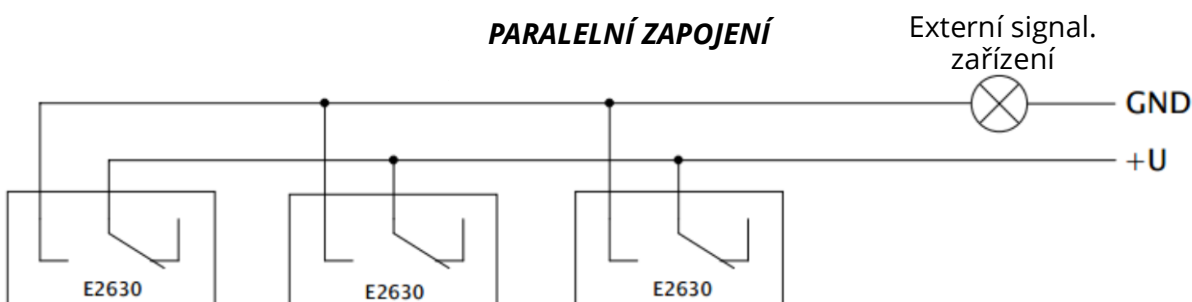 PARALELNÍ ZAPOJENÍ
Externí signal.
zařízení
GND
+U
E2630
E2630
E2630